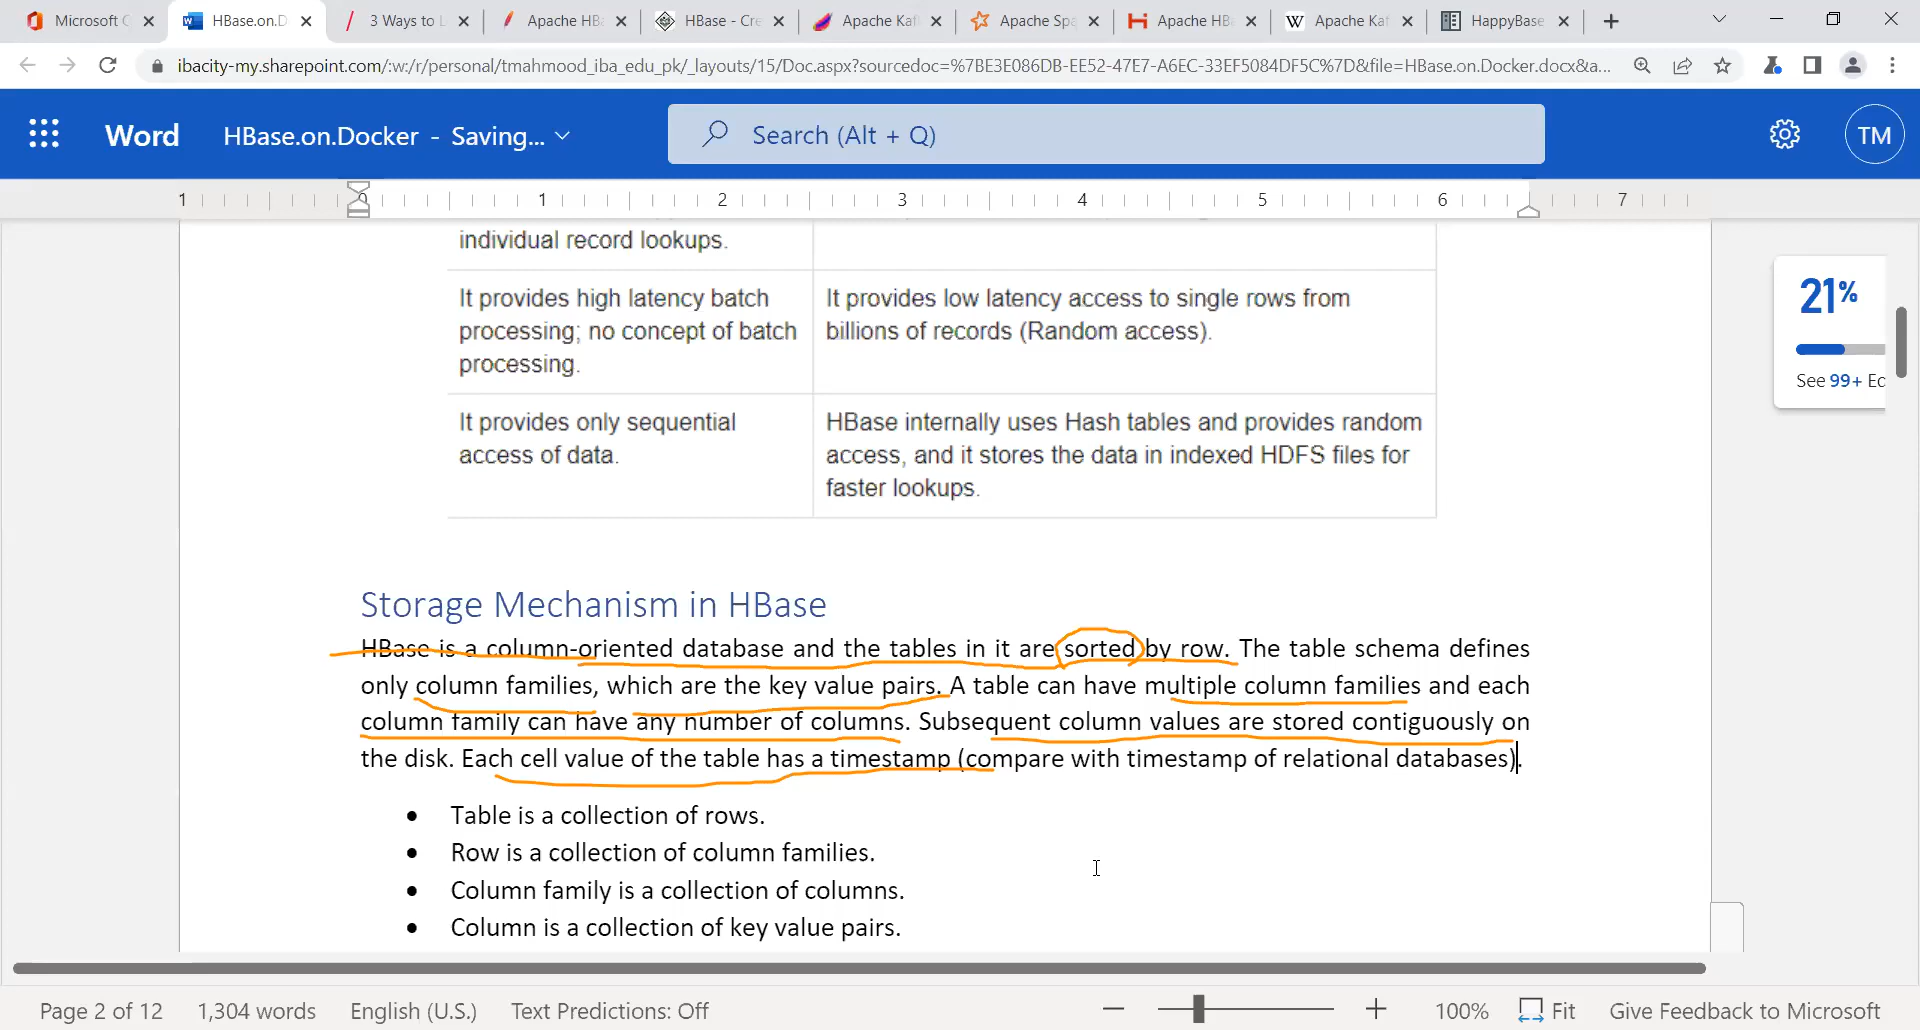 Microsoft O
HBase.on.D
3 Ways to L
Apache HBa
HBase - Cre
Apache Kaf
Apache Spa
Apache HBa
Apache Kaf
HappyBase
ibacity-my.sharepoint.com/:w:/r/personal/tmahmood_iba_edu_pk/_layouts/15/Doc.aspx?sourcedoc=%7BE3E086DB-EE52-47E7-A6EC-33EF5084DF5C%7D&file=HBase.on.Docker.docx&a...
Word HBase.on.Docker - Saving... Search (Alt + Q) TM
1 0 1 2 3 4 5 6 7
individual record lookups.
It provides high latency batch
processing; no concept of batch
processing.
It provides low latency access to single rows from
billions of records (Random access).
It provides only sequential
access of data.
HBase internally uses Hash tables and provides random
access, and it stores the data in indexed HDFS files for
faster lookups.
21%
See 99+ Ed
Storage Mechanism in HBase
HBase is a column-oriented database and the tables in it are sorted by row. The table schema defines
only column families, which are the key value pairs. A table can have multiple column families and each
column family can have any number of columns. Subsequent column values are stored contiguously on
the disk. Each cell value of the table has a timestamp (compare with timestamp of relational databases).
• Table is a collection of rows.
• Row is a collection of column families.
• Column family is a collection of columns.
• Column is a collection of key value pairs.
Page 2 of 12 1,304 words English (U.S.) Text Predictions: Off 100% Fit Give Feedback to Microsoft